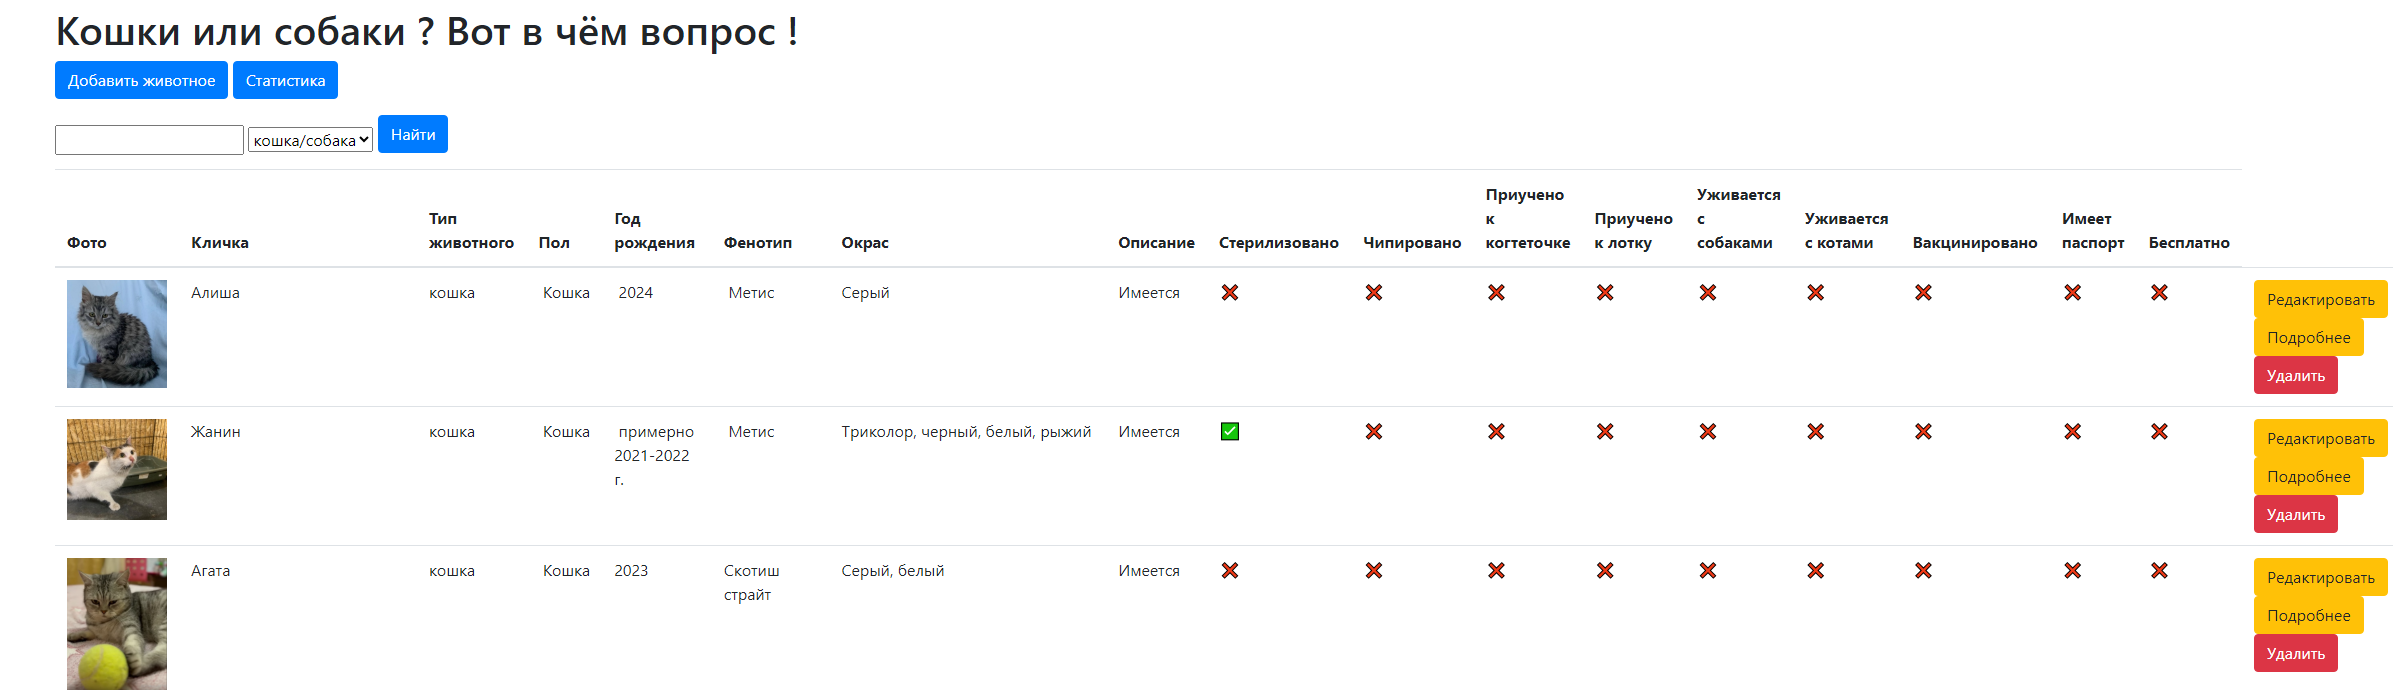 Кошки или собаки ? Вот в чём вопрос !
Добавить животное Статистика
кошка/собака Найти
Фото Кличка Тип животного Пол Год рождения Фенотип Окрас Описание Стерилизовано Чипировано Приучено к когтеточке Приучено к лотку Уживается с собаками Уживается с котами Вакцинировано Имеет паспорт Бесплатно
Алиша кошка Кошка 2024 Метис Серый Имеется
Редактировать
Подробнее
Удалить
Жанин кошка Кошка примерно 2021-2022 г. Метис Триколор, черный, белый, рыжий Имеется
Редактировать
Подробнее
Удалить
Агата кошка Кошка 2023 Скотиш страйт Серый, белый Имеется
Редактировать
Подробнее
Удалить